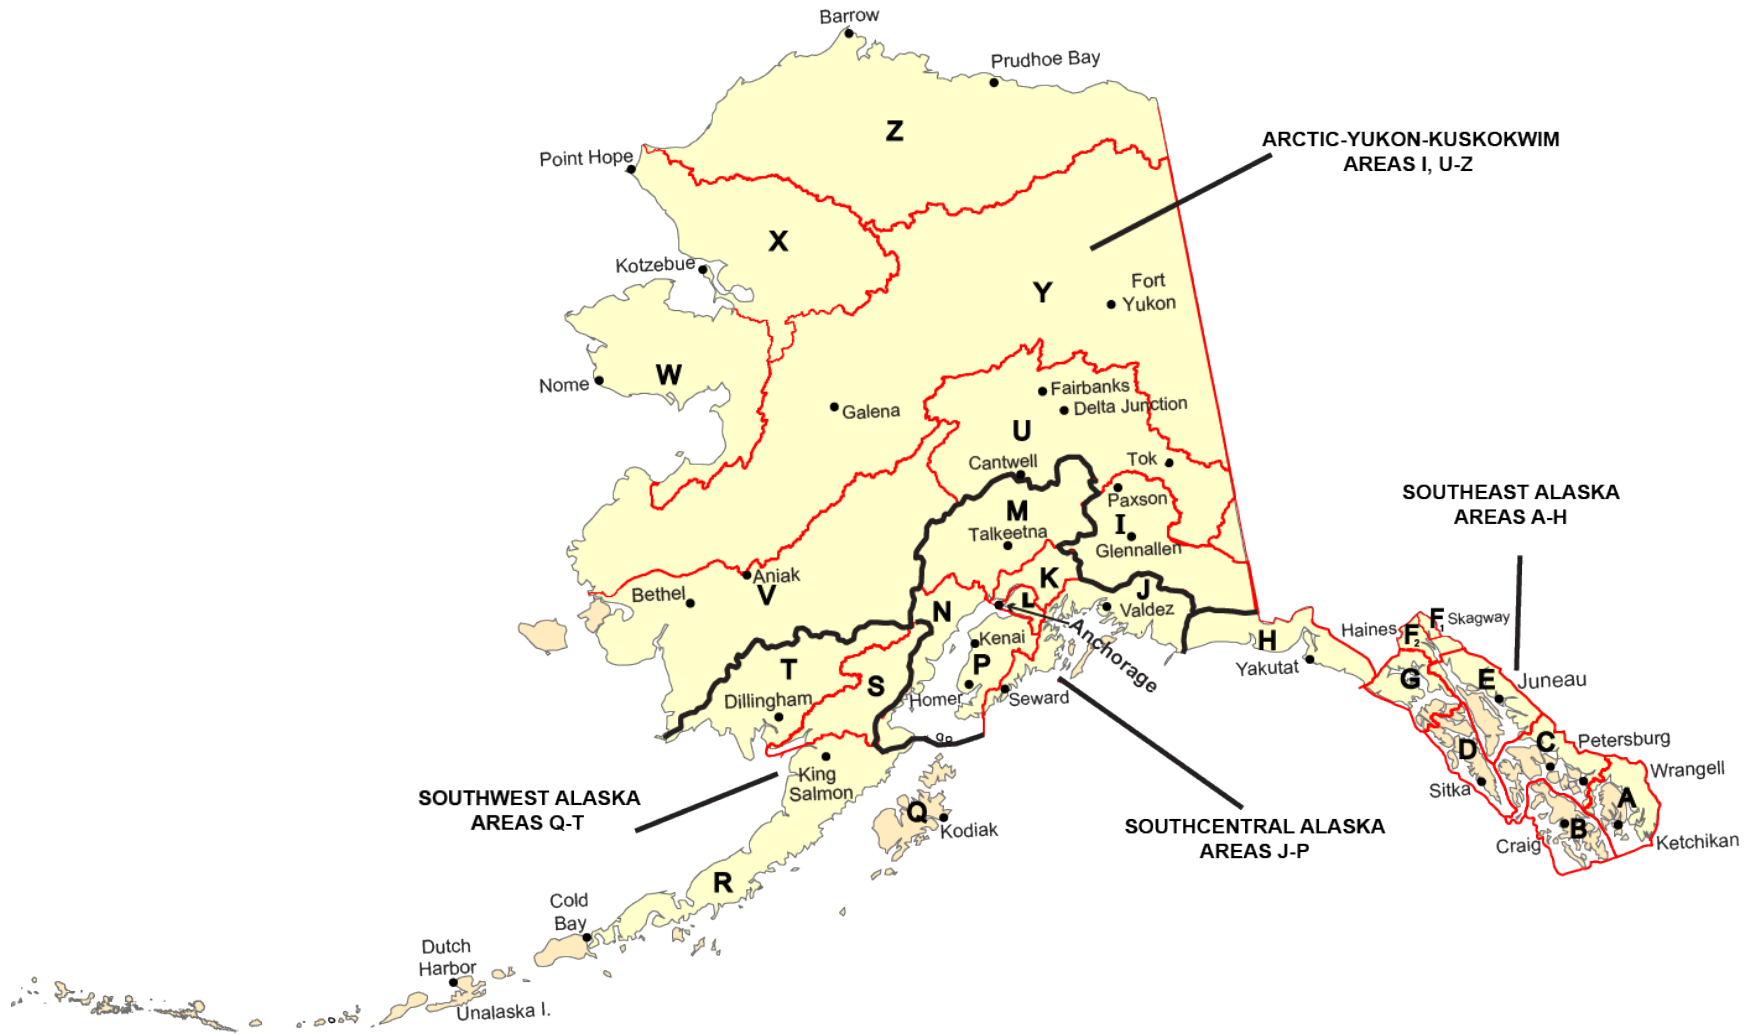 Barrow
Prudhoe Bay
Z
ARCTIC-YUKON-KUSKOKWIM
AREAS I, U-Z
Point Hope
X
Kotzebue
Y
Fort
Yukon
W
Nome
Galena
Fairbanks
Delta Junction
U
Cantwell
Tok
Paxson
SOUTHEAST ALASKA
AREAS A-H
M
Talkeetna
I
Glennallen
Aniak
V
Bethel
K
L
J
Valdez
N
Anchorage
Kenai
P
Homer
Seward
H
Yakutat
Haines
F1
Skagway
F2
G
E
Juneau
T
S
Dillingham
D
C
Petersburg
Sitka
Wrangell
A
B
Craig
Ketchikan
King
Salmon
SOUTHWEST ALASKA
AREAS Q-T
Q
Kodiak
SOUTHCENTRAL ALASKA
AREAS J-P
R
Cold
Bay
Dutch
Harbor
Unalaska I.